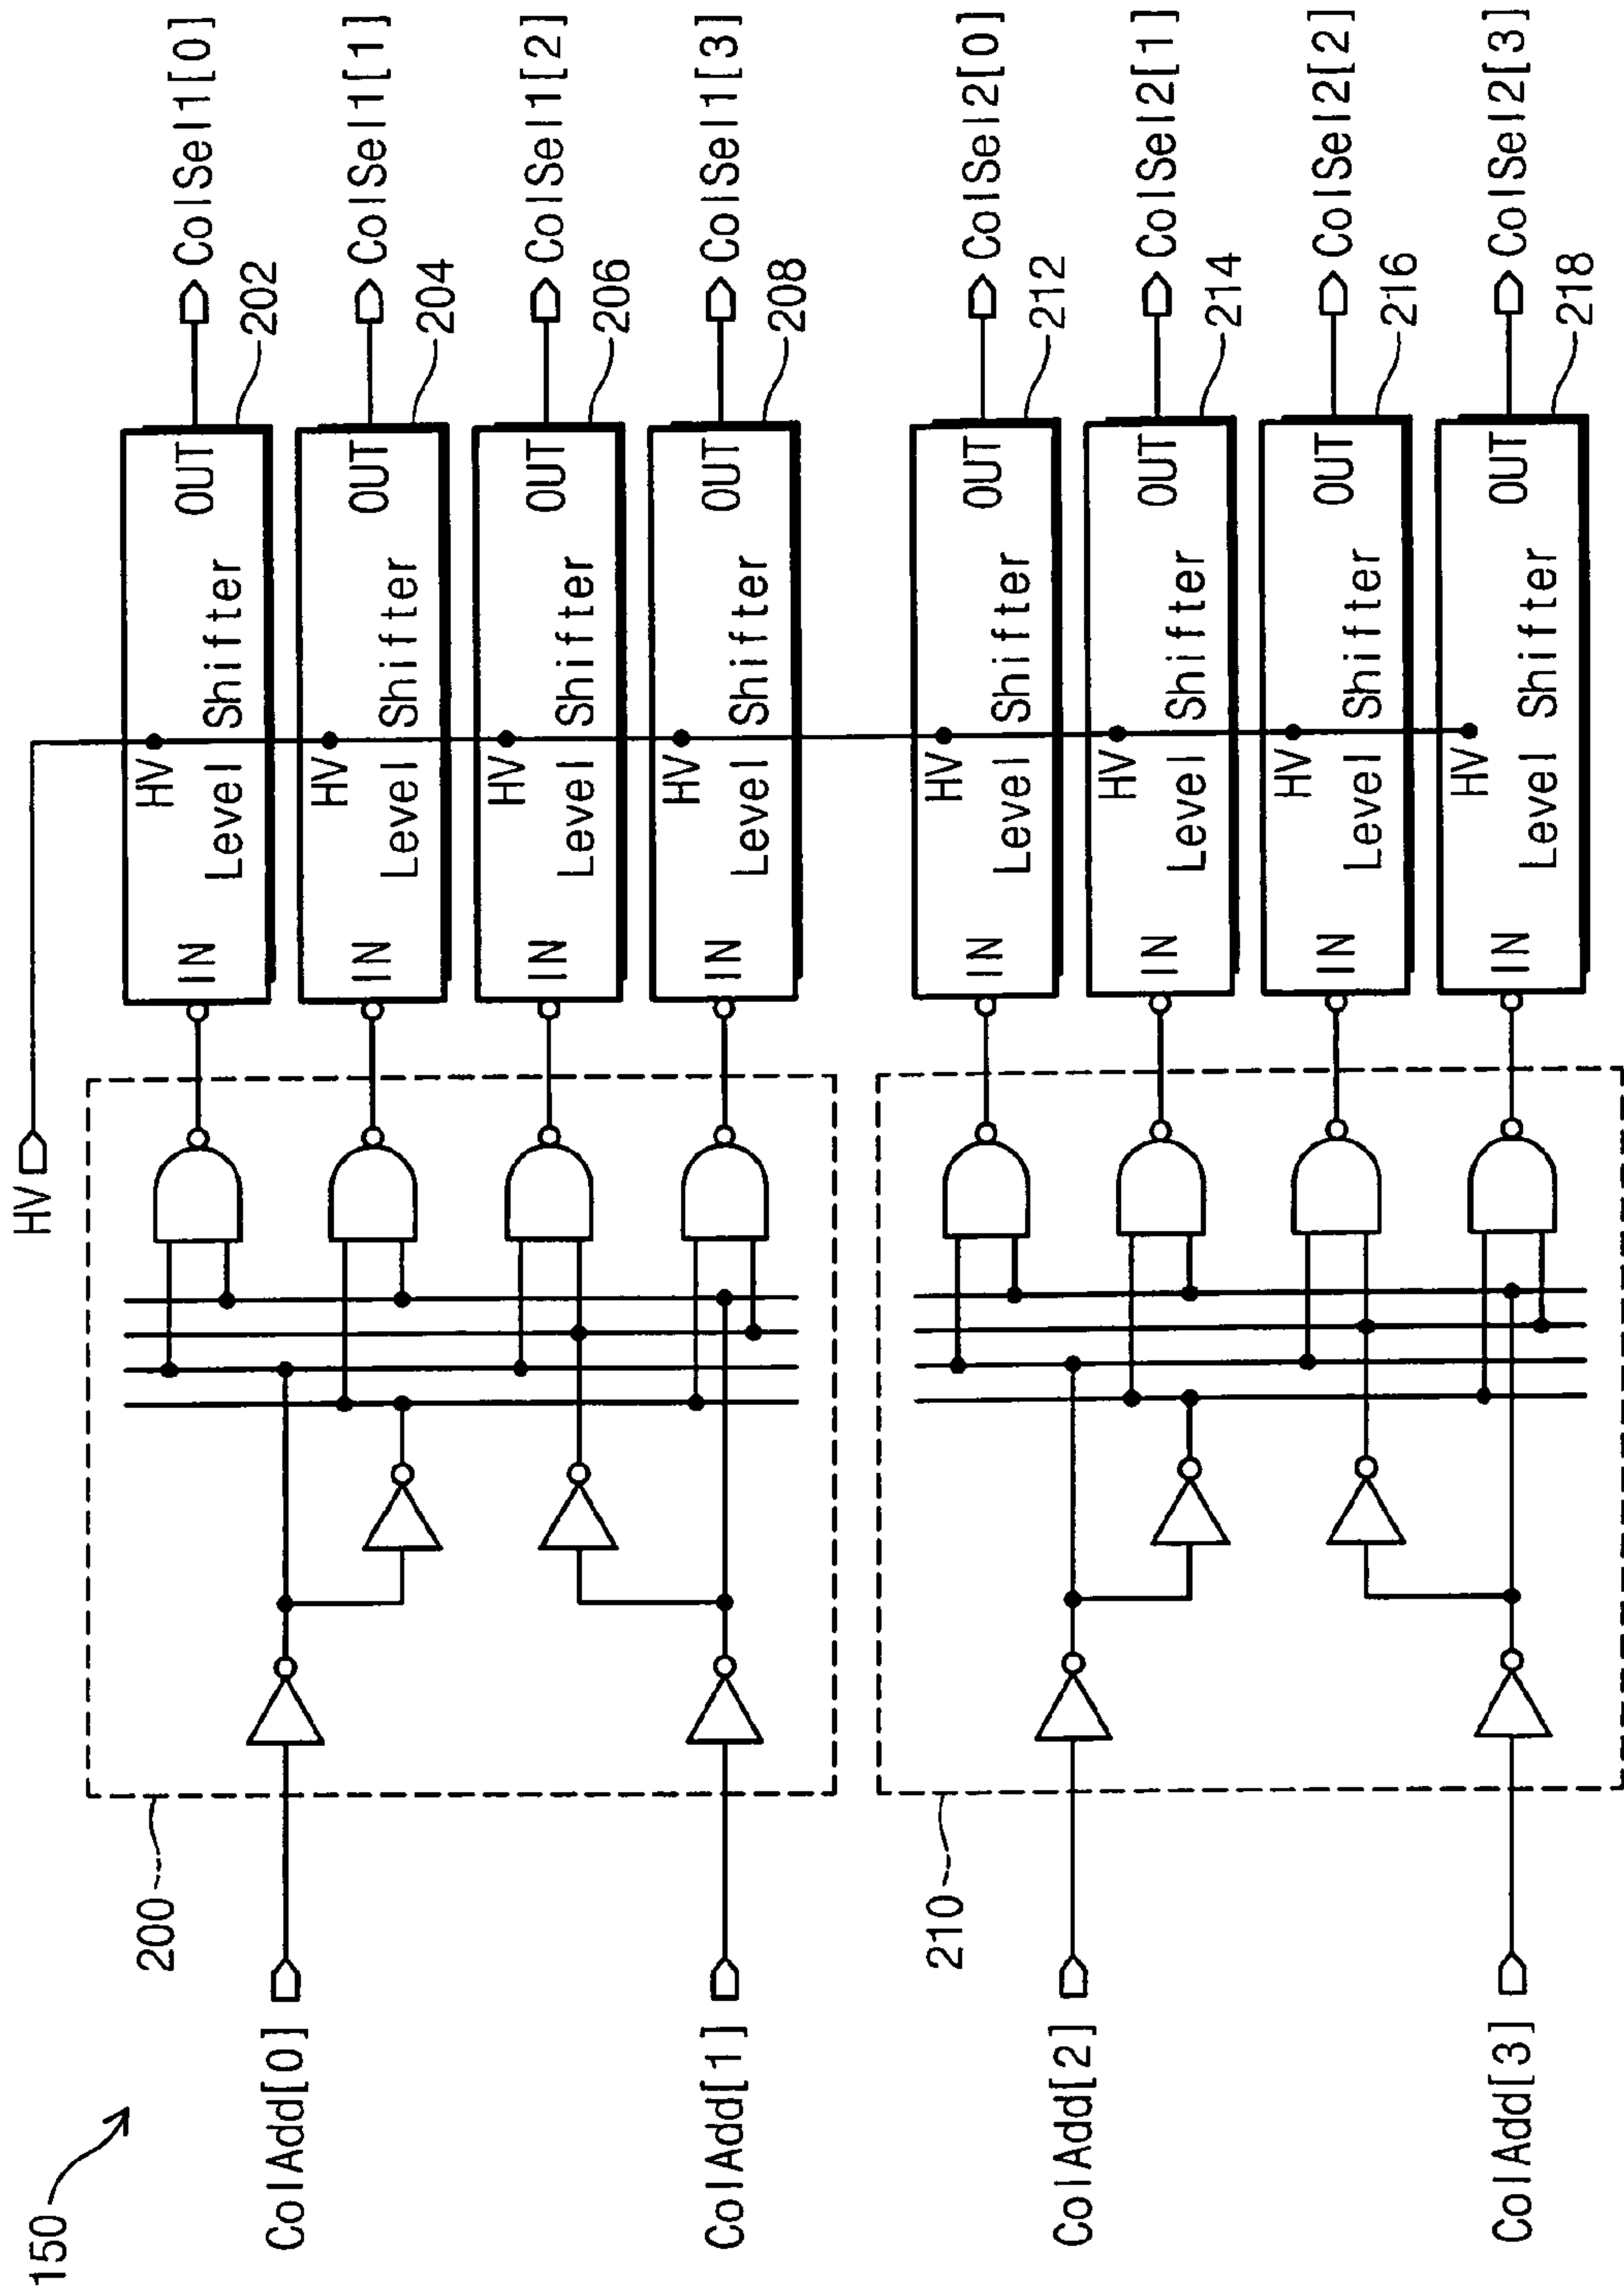 150
HV
200
ColAdd[0]
ColAdd[1]
IN
HV
Level Shifter
OUT
ColSel1[0]
202
IN
HV
Level Shifter
OUT
ColSel1[1]
204
IN
HV
Level Shifter
OUT
ColSel1[2]
206
IN
HV
Level Shifter
OUT
ColSel1[3]
208
210
ColAdd[2]
ColAdd[3]
IN
HV
Level Shifter
OUT
ColSel2[0]
212
IN
HV
Level Shifter
OUT
ColSel2[1]
214
IN
HV
Level Shifter
OUT
ColSel2[2]
216
IN
HV
Level Shifter
OUT
ColSel2[3]
218